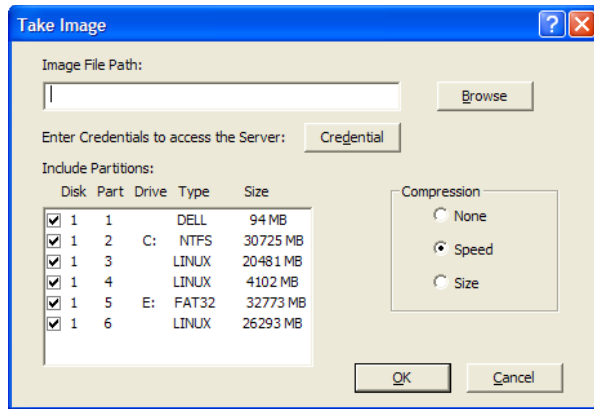 Take Image
Image File Path:
Browse
Enter Credentials to access the Server: Credential
Include Partitions:
Disk Part Drive Type Size
1 1 DELL 94 MB
1 2 C: NTFS 30725 MB
1 3 LINUX 20481 MB
1 4 LINUX 4102 MB
1 5 E: FAT32 32773 MB
1 6 LINUX 26293 MB
Compression
None
Speed
Size
OK Cancel